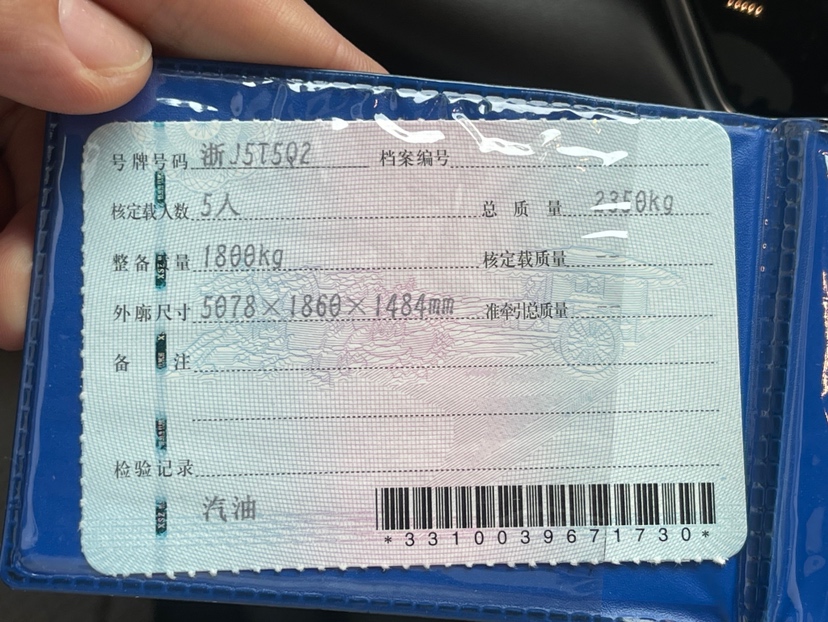 号牌号码 浙J5T5Q2 档案编号
核定载人数 5人 总质量 2350kg
整备质量 1800kg 核定载质量 --
外廓尺寸 5078×1860×1484mm 准牵引总质量 --
备注
检验记录
汽油
*3310039671730*